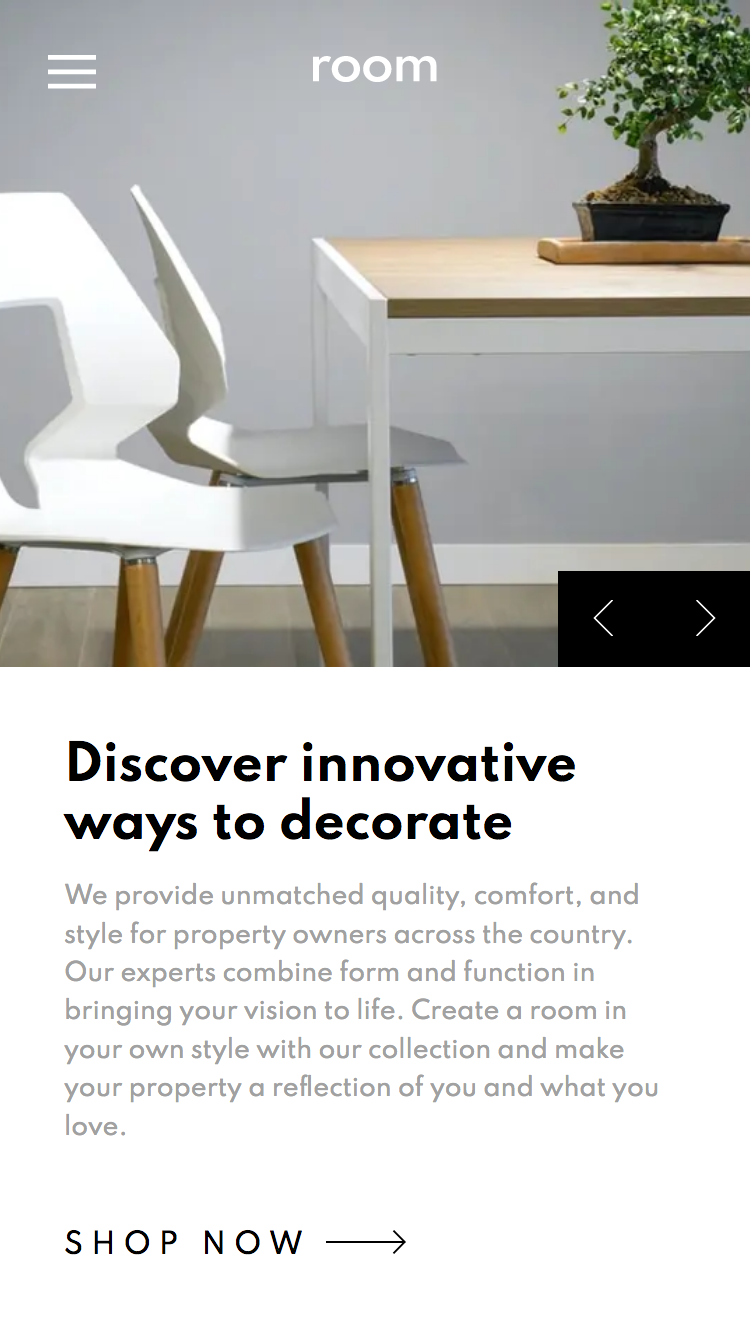 room
Discover innovative
ways to decorate
We provide unmatched quality, comfort, and
style for property owners across the country.
Our experts combine form and function in
bringing your vision to life. Create a room in
your own style with our collection and make
your property a reflection of you and what you
love.
SHOP NOW